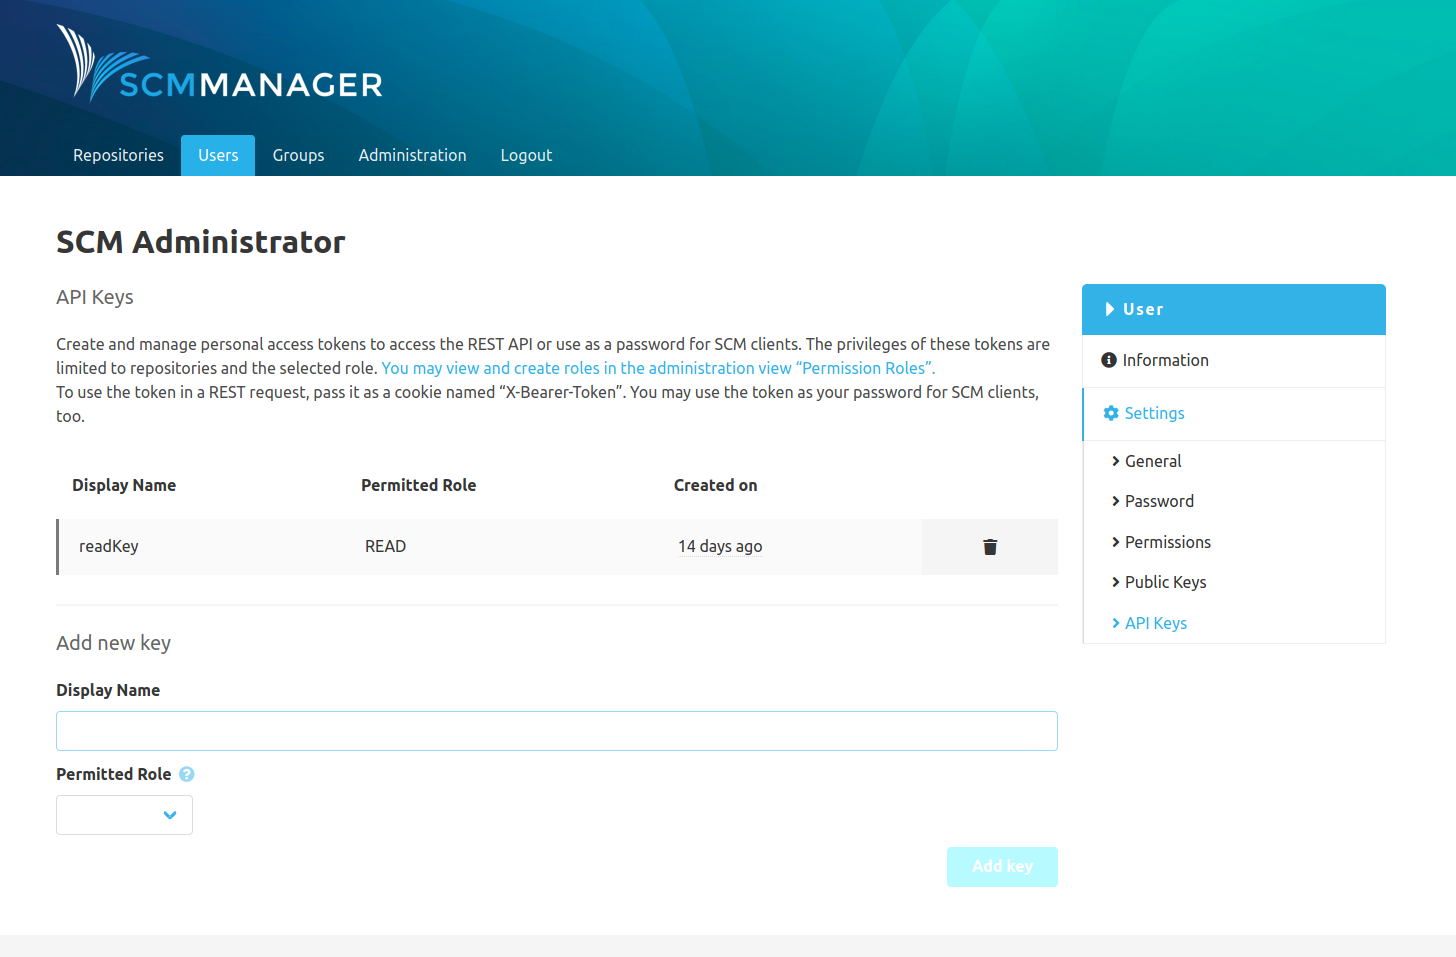 SCMMANAGER
Repositories Users Groups Administration Logout
SCM Administrator
API Keys
Create and manage personal access tokens to access the REST API or use as a password for SCM clients. The privileges of these tokens are
limited to repositories and the selected role. You may view and create roles in the administration view “Permission Roles”.
To use the token in a REST request, pass it as a cookie named “X-Bearer-Token”. You may use the token as your password for SCM clients,
too.
Display Name Permitted Role Created on
readKey READ 14 days ago
Add new key
Display Name
Permitted Role ?
Add key
User
Information
Settings
General
Password
Permissions
Public Keys
API Keys